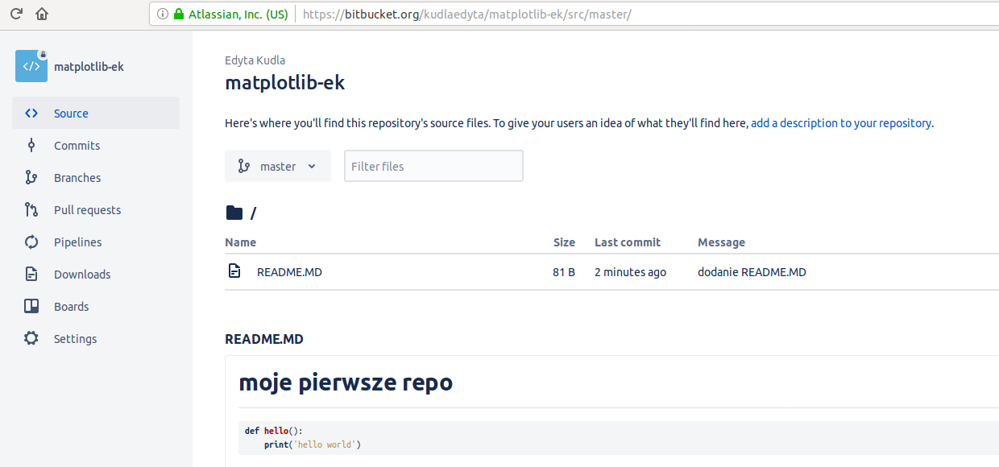 Atlassian, Inc. (US) https://bitbucket.org/kudlaedyta/matplotlib-ek/src/master/
matplotlib-ek
Source
Commits
Branches
Pull requests
Pipelines
Downloads
Boards
Settings
Edyta Kudla
matplotlib-ek
Here's where you'll find this repository's source files. To give your users an idea of what they'll find here, add a description to your repository.
master Filter files
/
Name Size Last commit Message
README.MD 81 B 2 minutes ago dodanie README.MD
README.MD
moje pierwsze repo
def hello():
    print('hello world')